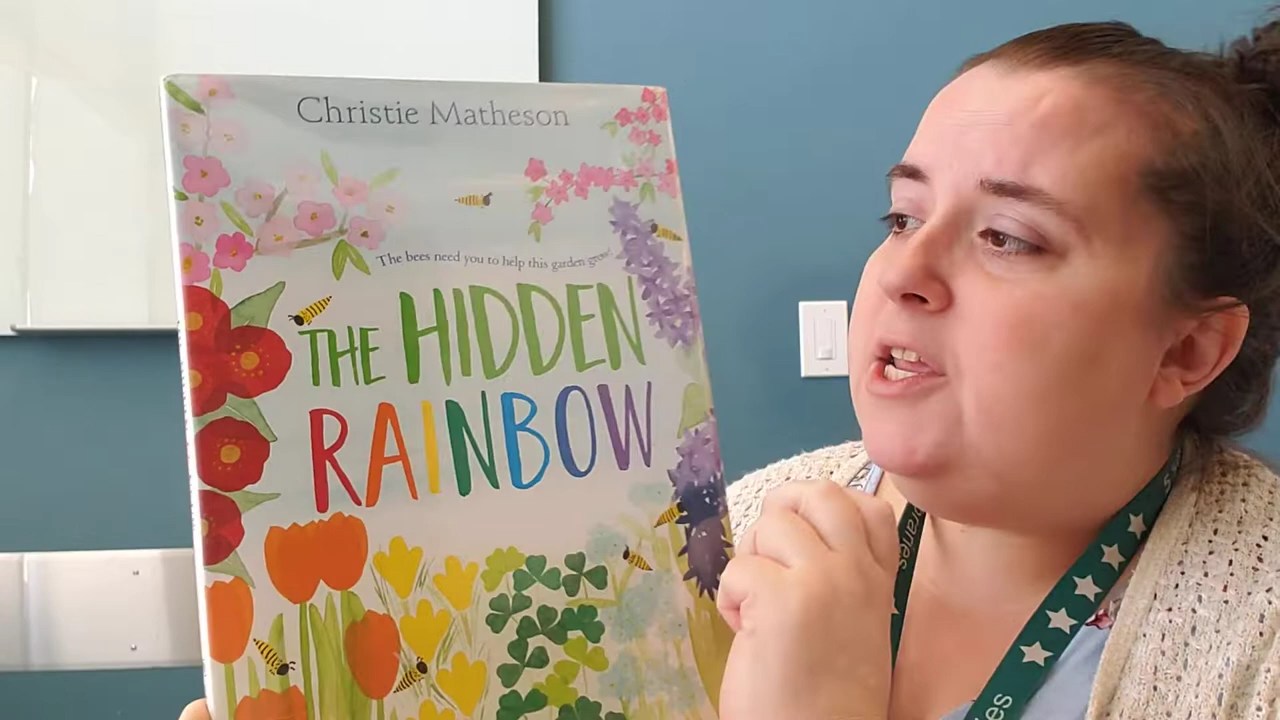 Christie Matheson
The bees need you to help this garden grow!
THE HIDDEN
RAINBOW